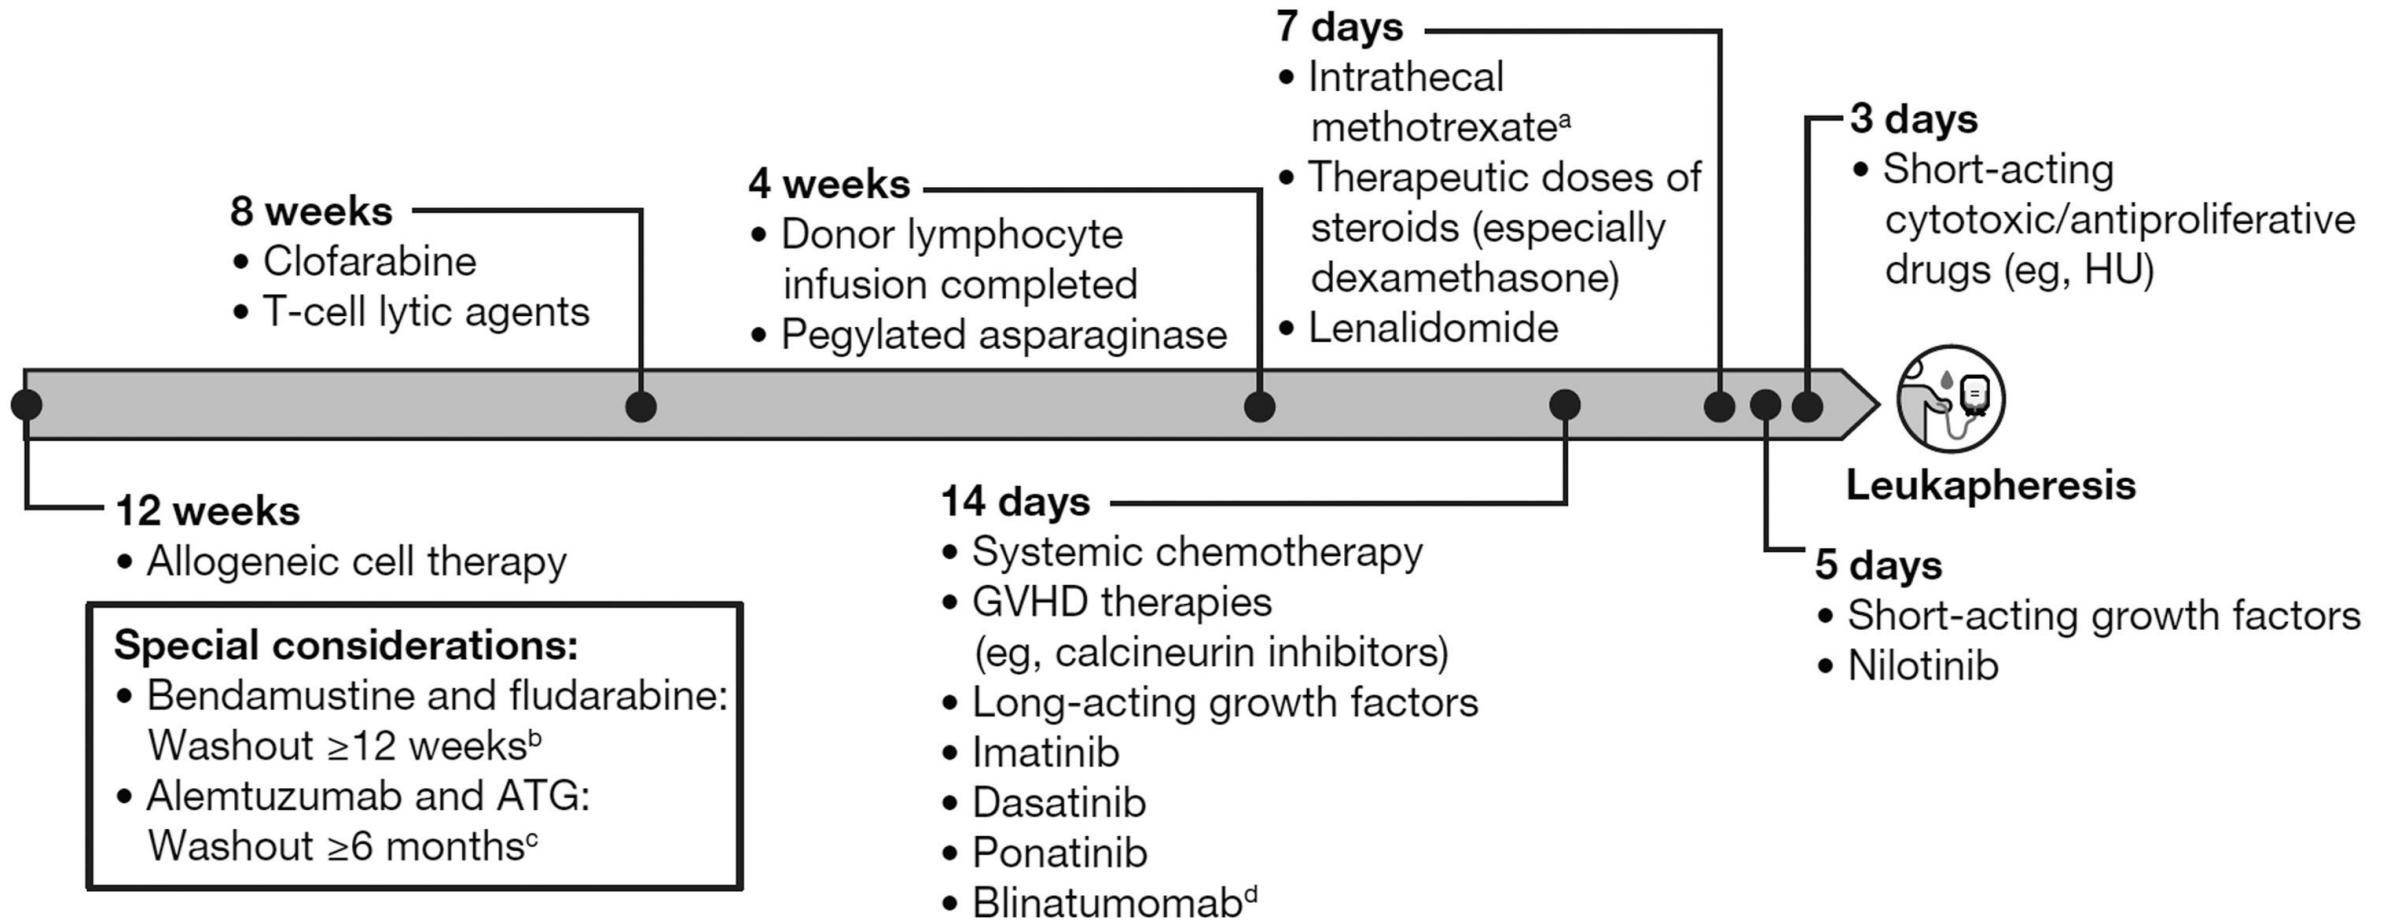 8 weeks
• Clofarabine
• T-cell lytic agents
4 weeks
• Donor lymphocyte
infusion completed
• Pegylated asparaginase
7 days
• Intrathecal
methotrexateᵃ
• Therapeutic doses of
steroids (especially
dexamethasone)
• Lenalidomide
3 days
• Short-acting
cytotoxic/antiproliferative
drugs (eg, HU)
Leukapheresis
12 weeks
• Allogeneic cell therapy
Special considerations:
• Bendamustine and fludarabine:
Washout ≥12 weeksᵇ
• Alemtuzumab and ATG:
Washout ≥6 monthsᶜ
14 days
• Systemic chemotherapy
• GVHD therapies
(eg, calcineurin inhibitors)
• Long-acting growth factors
• Imatinib
• Dasatinib
• Ponatinib
• Blinatumomabᵈ
5 days
• Short-acting growth factors
• Nilotinib